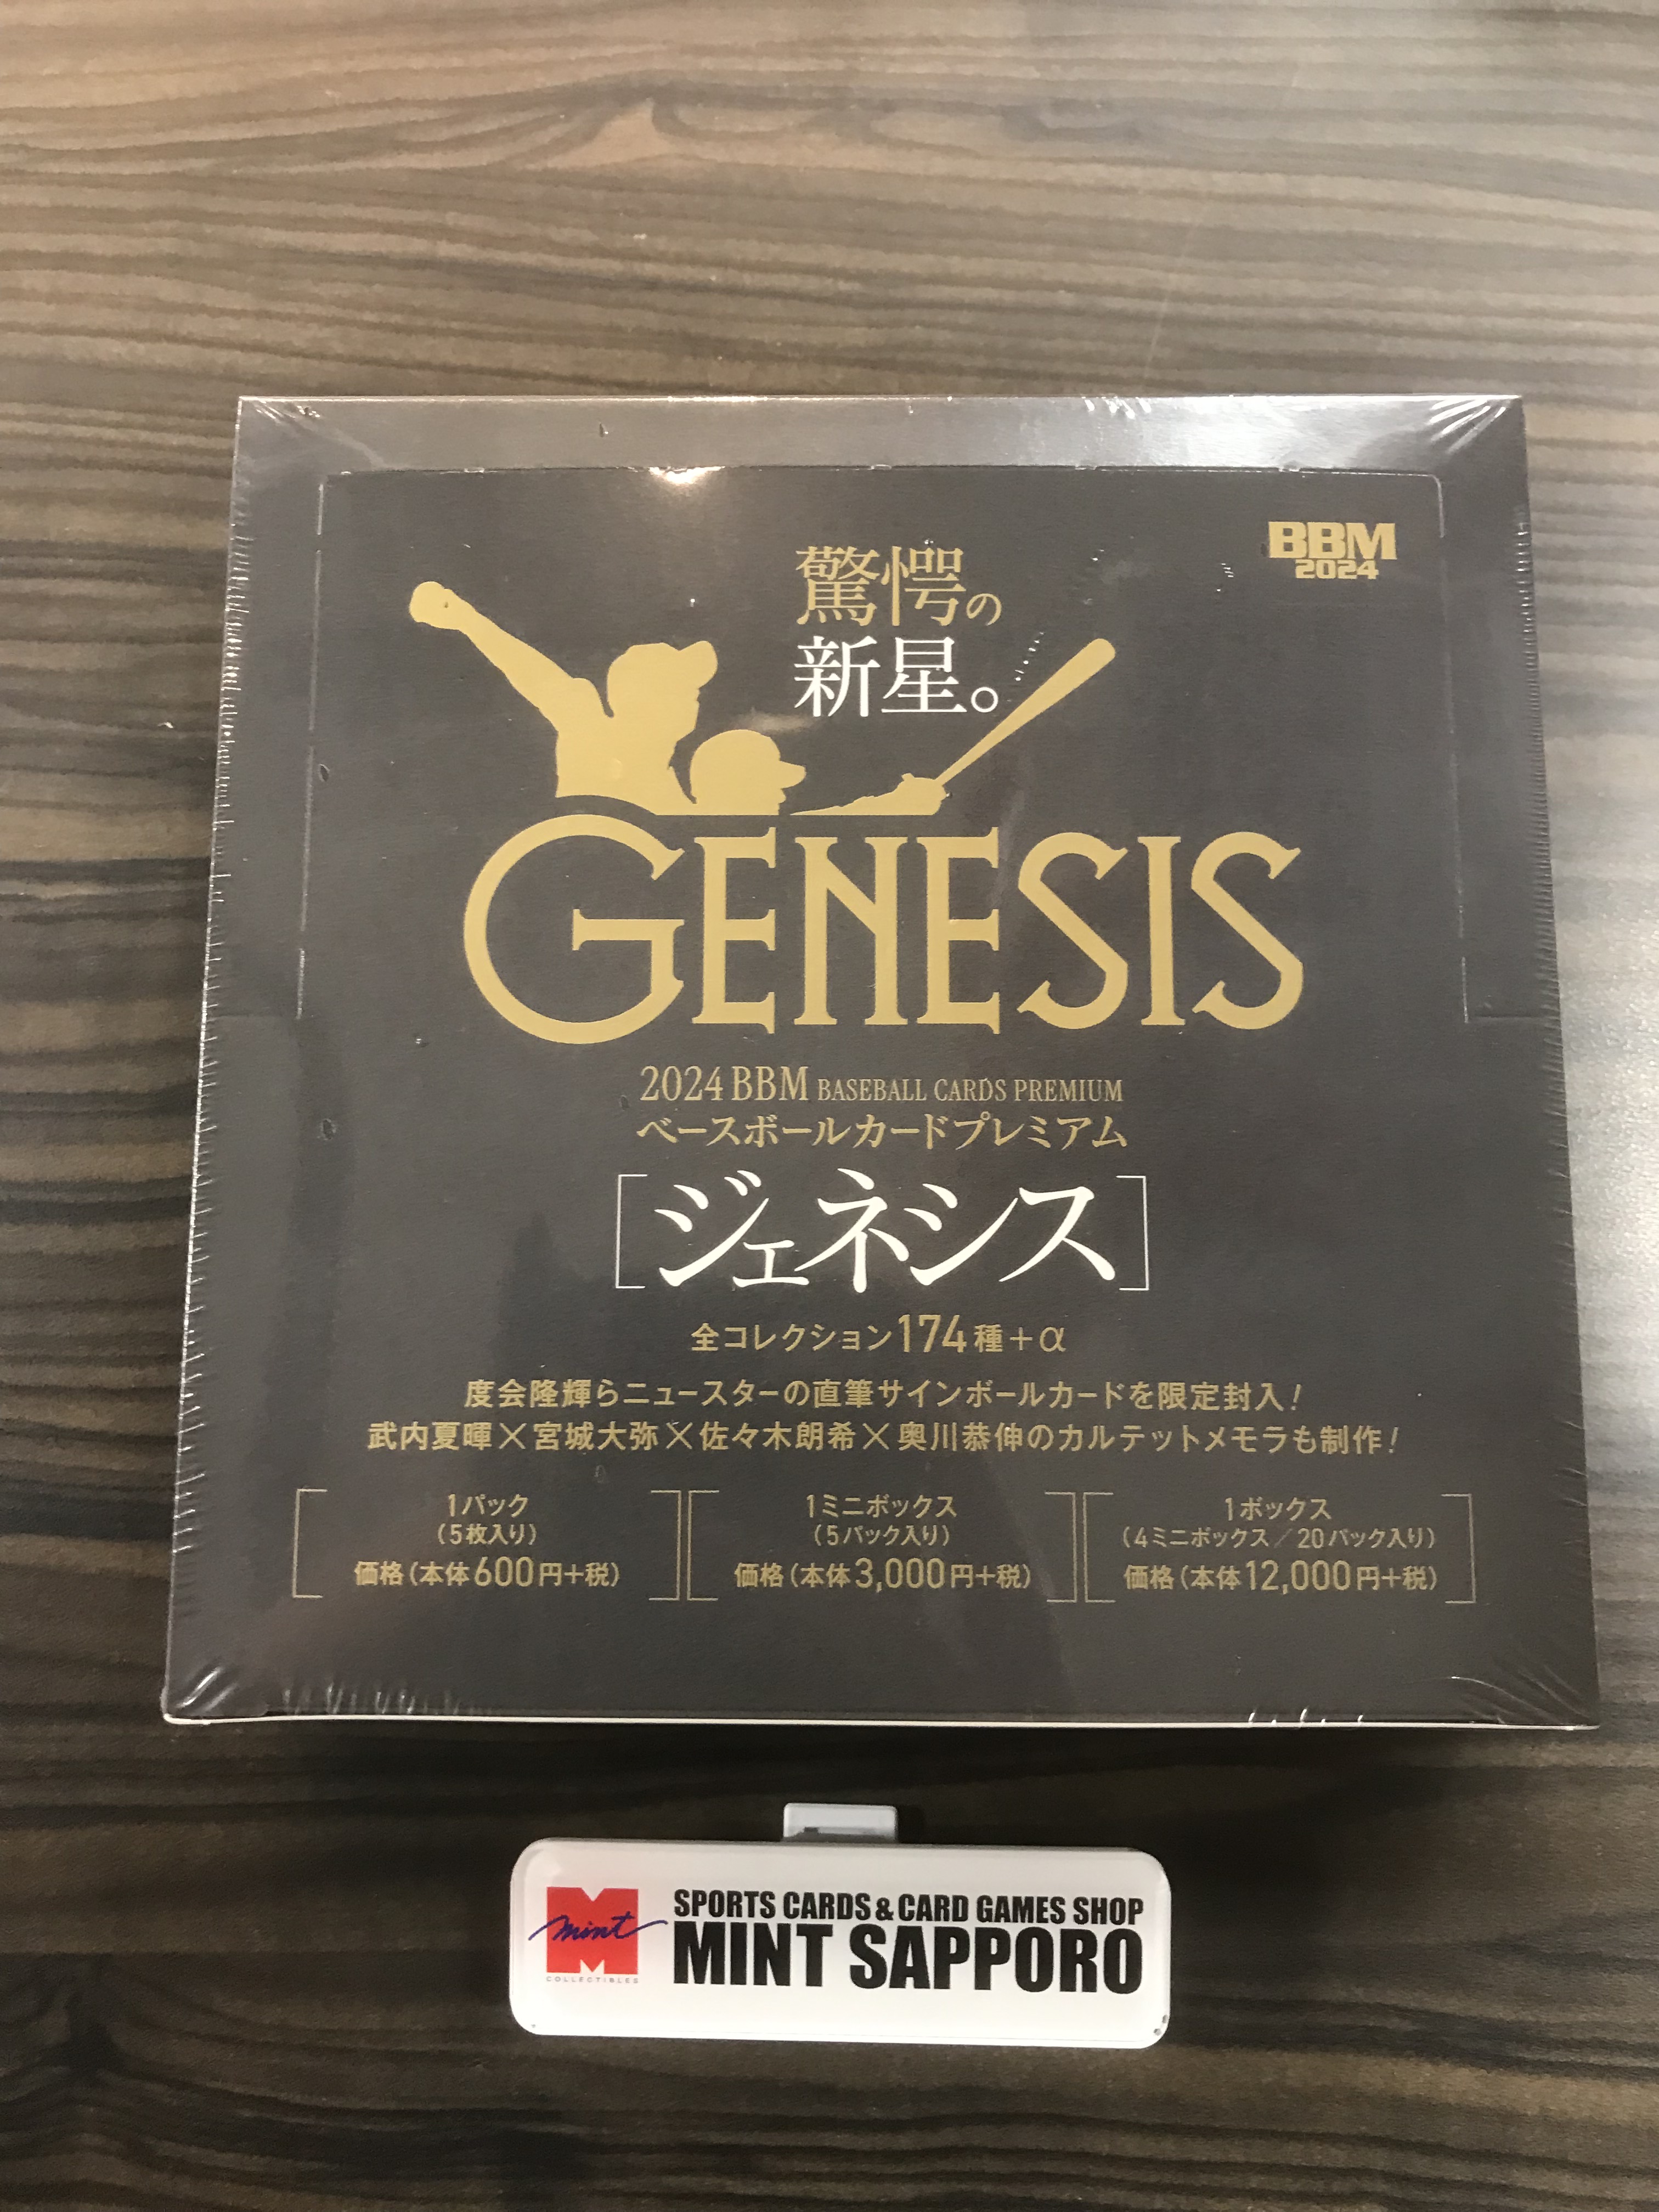 BBM
2024
驚愕の
新星。
GENESIS
2024 BBM BASEBALL CARDS PREMIUM
ベースボールカードプレミアム
[ジェネシス]
全コレクション174種+α
度会隆輝らニュースターの直筆サインボールカードを限定封入!
武内夏暉×宮城大弥×佐々木朗希×奥川恭伸のカルテットメモラも制作!
1パック
(5枚入り)
価格(本体600円+税)
1ミニボックス
(5パック入り)
価格(本体3,000円+税)
1ボックス
(4ミニボックス/20パック入り)
価格(本体12,000円+税)
M
mint
COLLECTIBLES
SPORTS CARDS & CARD GAMES SHOP
MINT SAPPORO